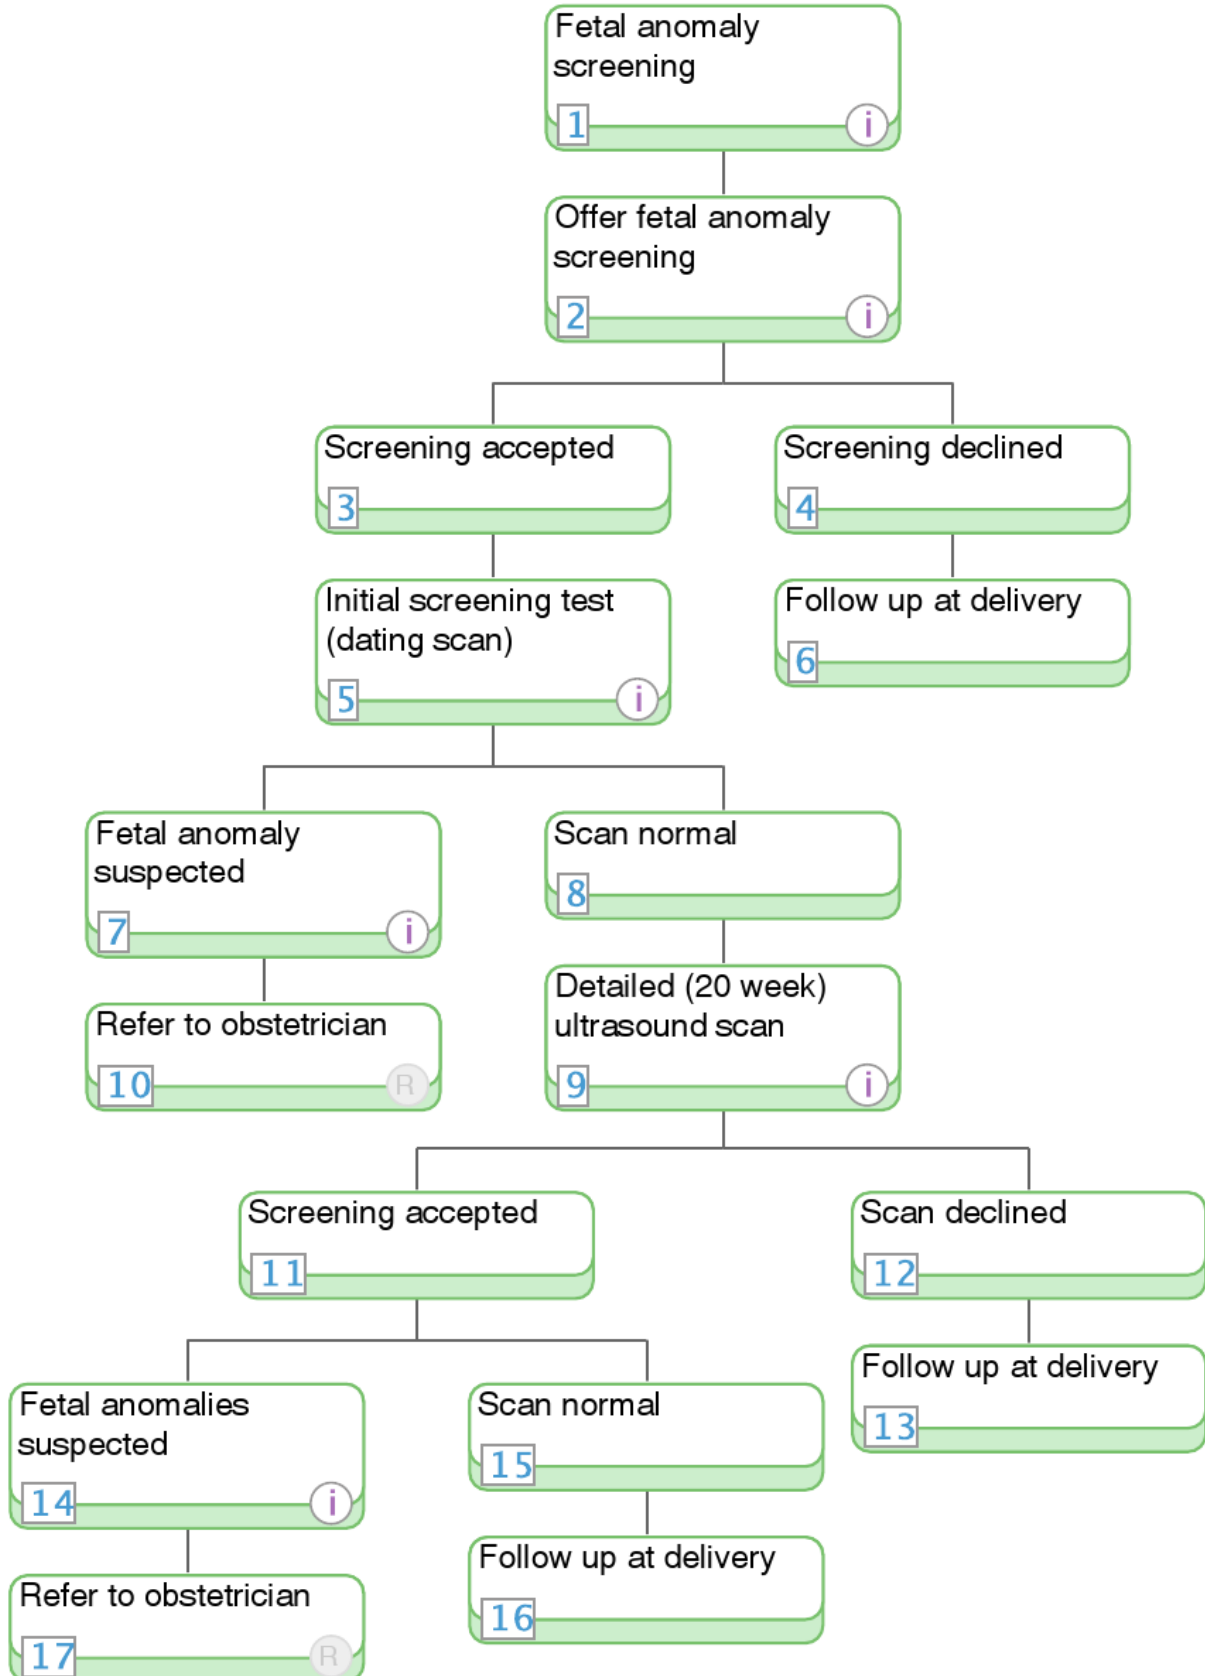 Fetal anomaly
screening
1 i
Offer fetal anomaly
screening
2 i
Screening accepted
3
Screening declined
4
Initial screening test
(dating scan)
5 i
Follow up at delivery
6
Fetal anomaly
suspected
7 i
Scan normal
8
Refer to obstetrician
10 R
Detailed (20 week)
ultrasound scan
9 i
Screening accepted
11
Scan declined
12
Follow up at delivery
13
Fetal anomalies
suspected
14 i
Scan normal
15
Refer to obstetrician
17 R
Follow up at delivery
16